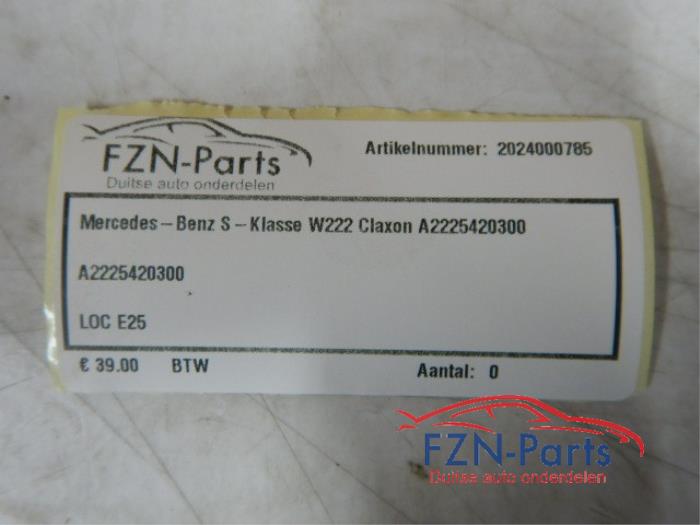 FZN-Parts
Duitse auto onderdelen
Artikelnummer: 2024000785
Mercedes-Benz S-Klasse W222 Claxon A2225420300
A2225420300
LOC E25
€ 39.00 BTW
Aantal: 0
FZN-Parts
Duitse auto onderdelen